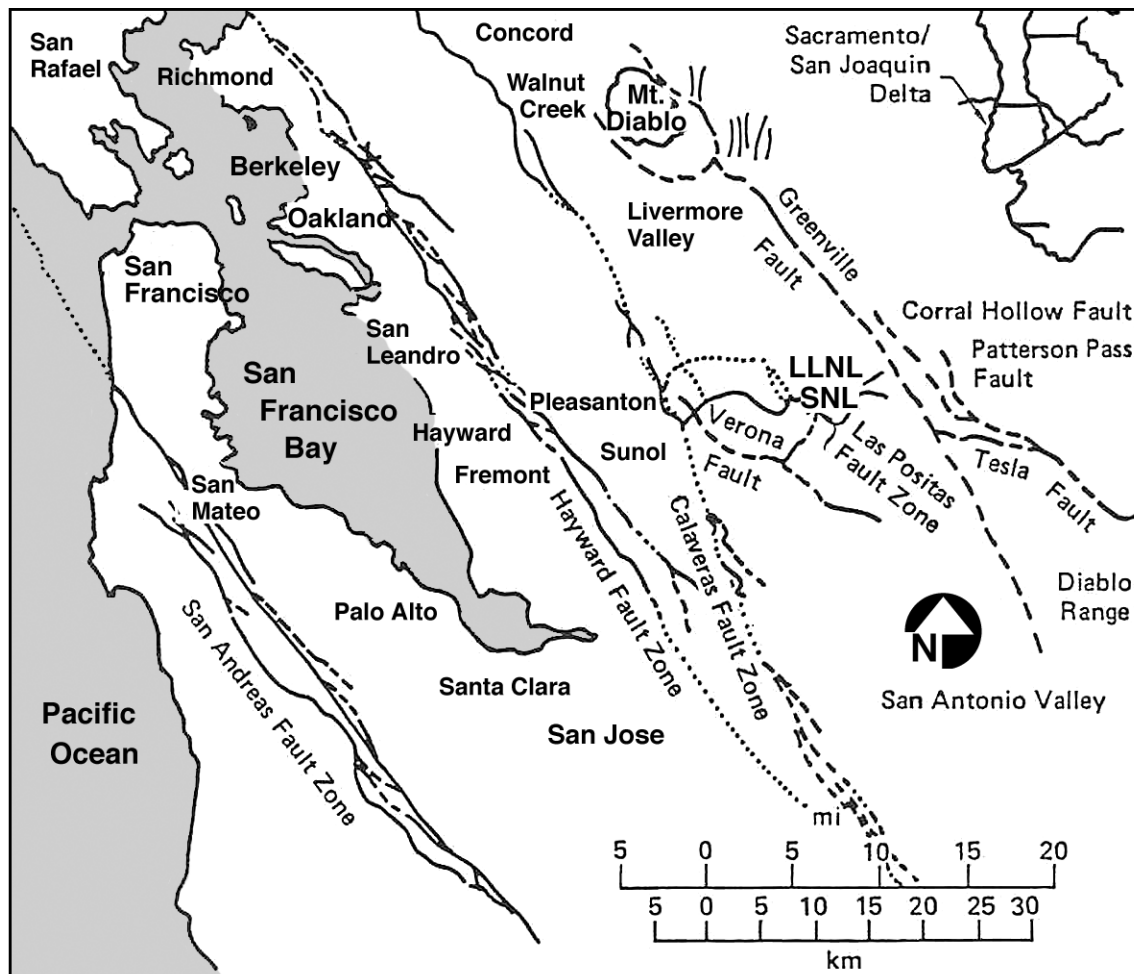 San
Rafael
Richmond
Concord
Walnut
Creek
Mt.
Diablo
Sacramento/
San Joaquin
Delta
Berkeley
Oakland
Livermore
Valley
Greenville
Fault
San
Francisco
San
Leandro
Corral Hollow Fault
Patterson Pass
Fault
LLNL
SNL
San
Francisco
Bay
Pleasanton
Hayward
Verona
Fault
Las Positas
Fault Zone
Tesla
Fault
Sunol
Fremont
San
Mateo
Hayward Fault Zone
Calaveras Fault Zone
Diablo
Range
Palo Alto
San Andreas Fault Zone
N
Santa Clara
San Antonio Valley
Pacific
Ocean
San Jose
mi
5 0 5 10 15 20
5 0 5 10 15 20 25 30
km